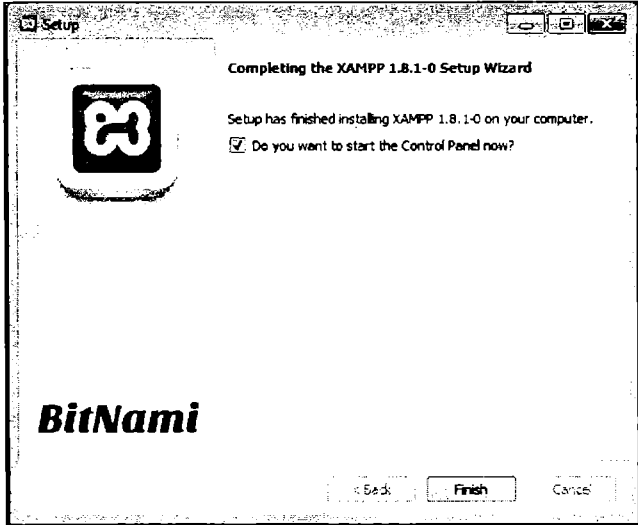 Setup
Completing the XAMPP 1.8.1-0 Setup Wizard
Setup has finished installing XAMPP 1.8.1-0 on your computer.
Do you want to start the Control Panel now?
BitNami
< Back
Finish
Cancel